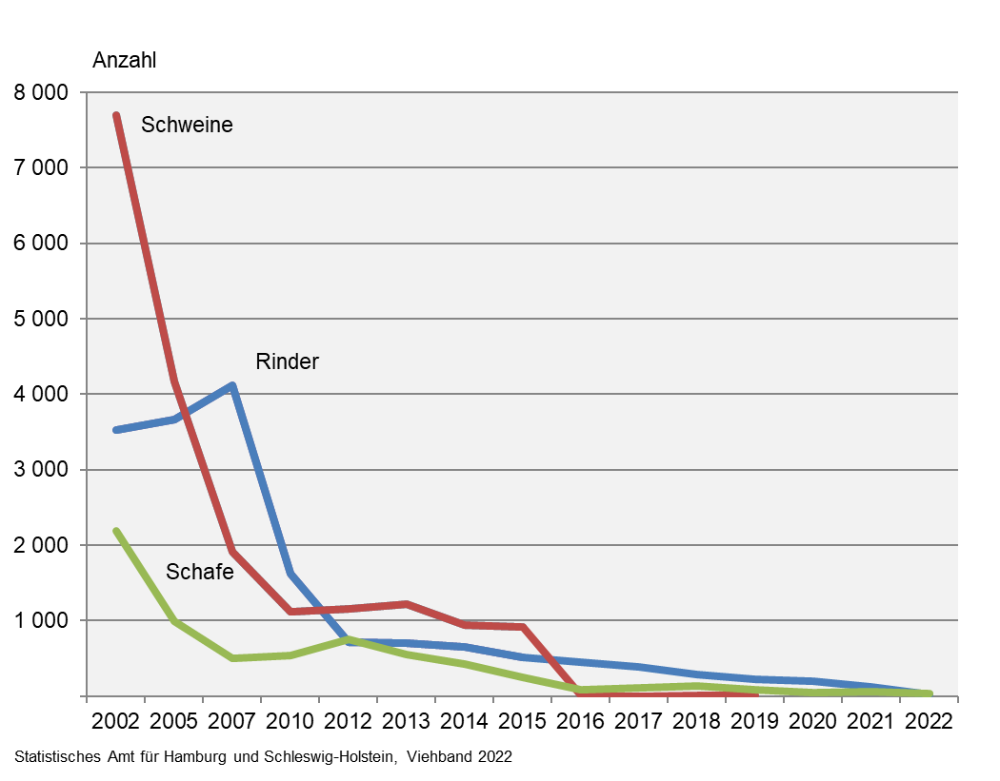 Anzahl
8 000
Schweine
7 000
6 000
5 000
Rinder
4 000
3 000
2 000
Schafe
1 000
2002 2005 2007 2010 2012 2013 2014 2015 2016 2017 2018 2019 2020 2021 2022
Statistisches Amt für Hamburg und Schleswig-Holstein, Viehband 2022